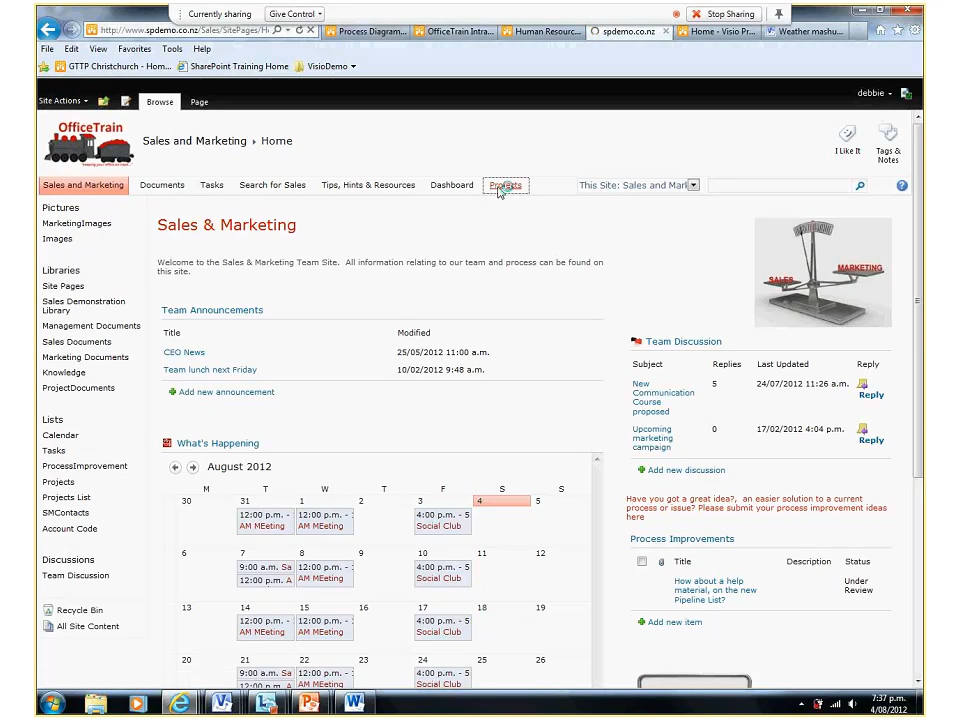 Currently sharing
Give Control
Stop Sharing
http://www.spdemo.co.nz/Sales/SitePages/H
Process Diagram...
OfficeTrain Intra...
Human Resourc...
spdemo.co.nz
Home - Visio Pr...
Weather mashu...
File Edit View Favorites Tools Help
GTTP Christchurch - Hom...
SharePoint Training Home
VisioDemo
debbie
Site Actions
Browse
Page
OfficeTrain
Sales and Marketing
Home
I Like It
Tags & Notes
Sales and Marketing
Documents
Tasks
Search for Sales
Tips, Hints & Resources
Dashboard
Projects
This Site: Sales and Mark
Pictures
MarketingImages
Images
Libraries
Site Pages
Sales Demonstration
Library
Management Documents
Sales Documents
Marketing Documents
Knowledge
ProjectDocuments
Lists
Calendar
Tasks
ProcessImprovement
Projects
Projects List
SMContacts
Account Code
Discussions
Team Discussion
Recycle Bin
All Site Content
Sales & Marketing
Welcome to the Sales & Marketing Team Site. All information relating to our team and process can be found on
this site.
Team Announcements
Title Modified
CEO News 25/05/2012 11:00 a.m.
Team lunch next Friday 10/02/2012 9:48 a.m.
Add new announcement
What's Happening
August 2012
M T W T F S S
30 31 1 2 3 4 5
12:00 p.m. - 12:00 p.m. - : 4:00 p.m. - 5
AM MEeting AM MEeting Social Club
6 7 8 9 10 11 12
9:00 a.m. Sa 12:00 p.m. - : 4:00 p.m. - 5
12:00 p.m. A AM MEeting Social Club
13 14 15 16 17 18 19
12:00 p.m. - 12:00 p.m. - : 4:00 p.m. - 5
AM MEeting AM MEeting Social Club
20 21 22 23 24 25 26
9:00 a.m. Sa 12:00 p.m. - : 4:00 p.m. - 5
12:00 p.m. A AM MEeting Social Club
SALES MARKETING
Team Discussion
Subject Replies Last Updated Reply
New
Communication
Course
proposed
5 24/07/2012 11:26 a.m. Reply
Upcoming
marketing
campaign
0 17/02/2012 4:04 p.m. Reply
Add new discussion
Have you got a great idea?, an easier solution to a current
process or issue? Please submit your process improvement ideas
here
Process Improvements
Title Description Status
How about a help
material, on the new
Pipeline List?
Under
Review
Add new item
7:37 p.m.
4/08/2012